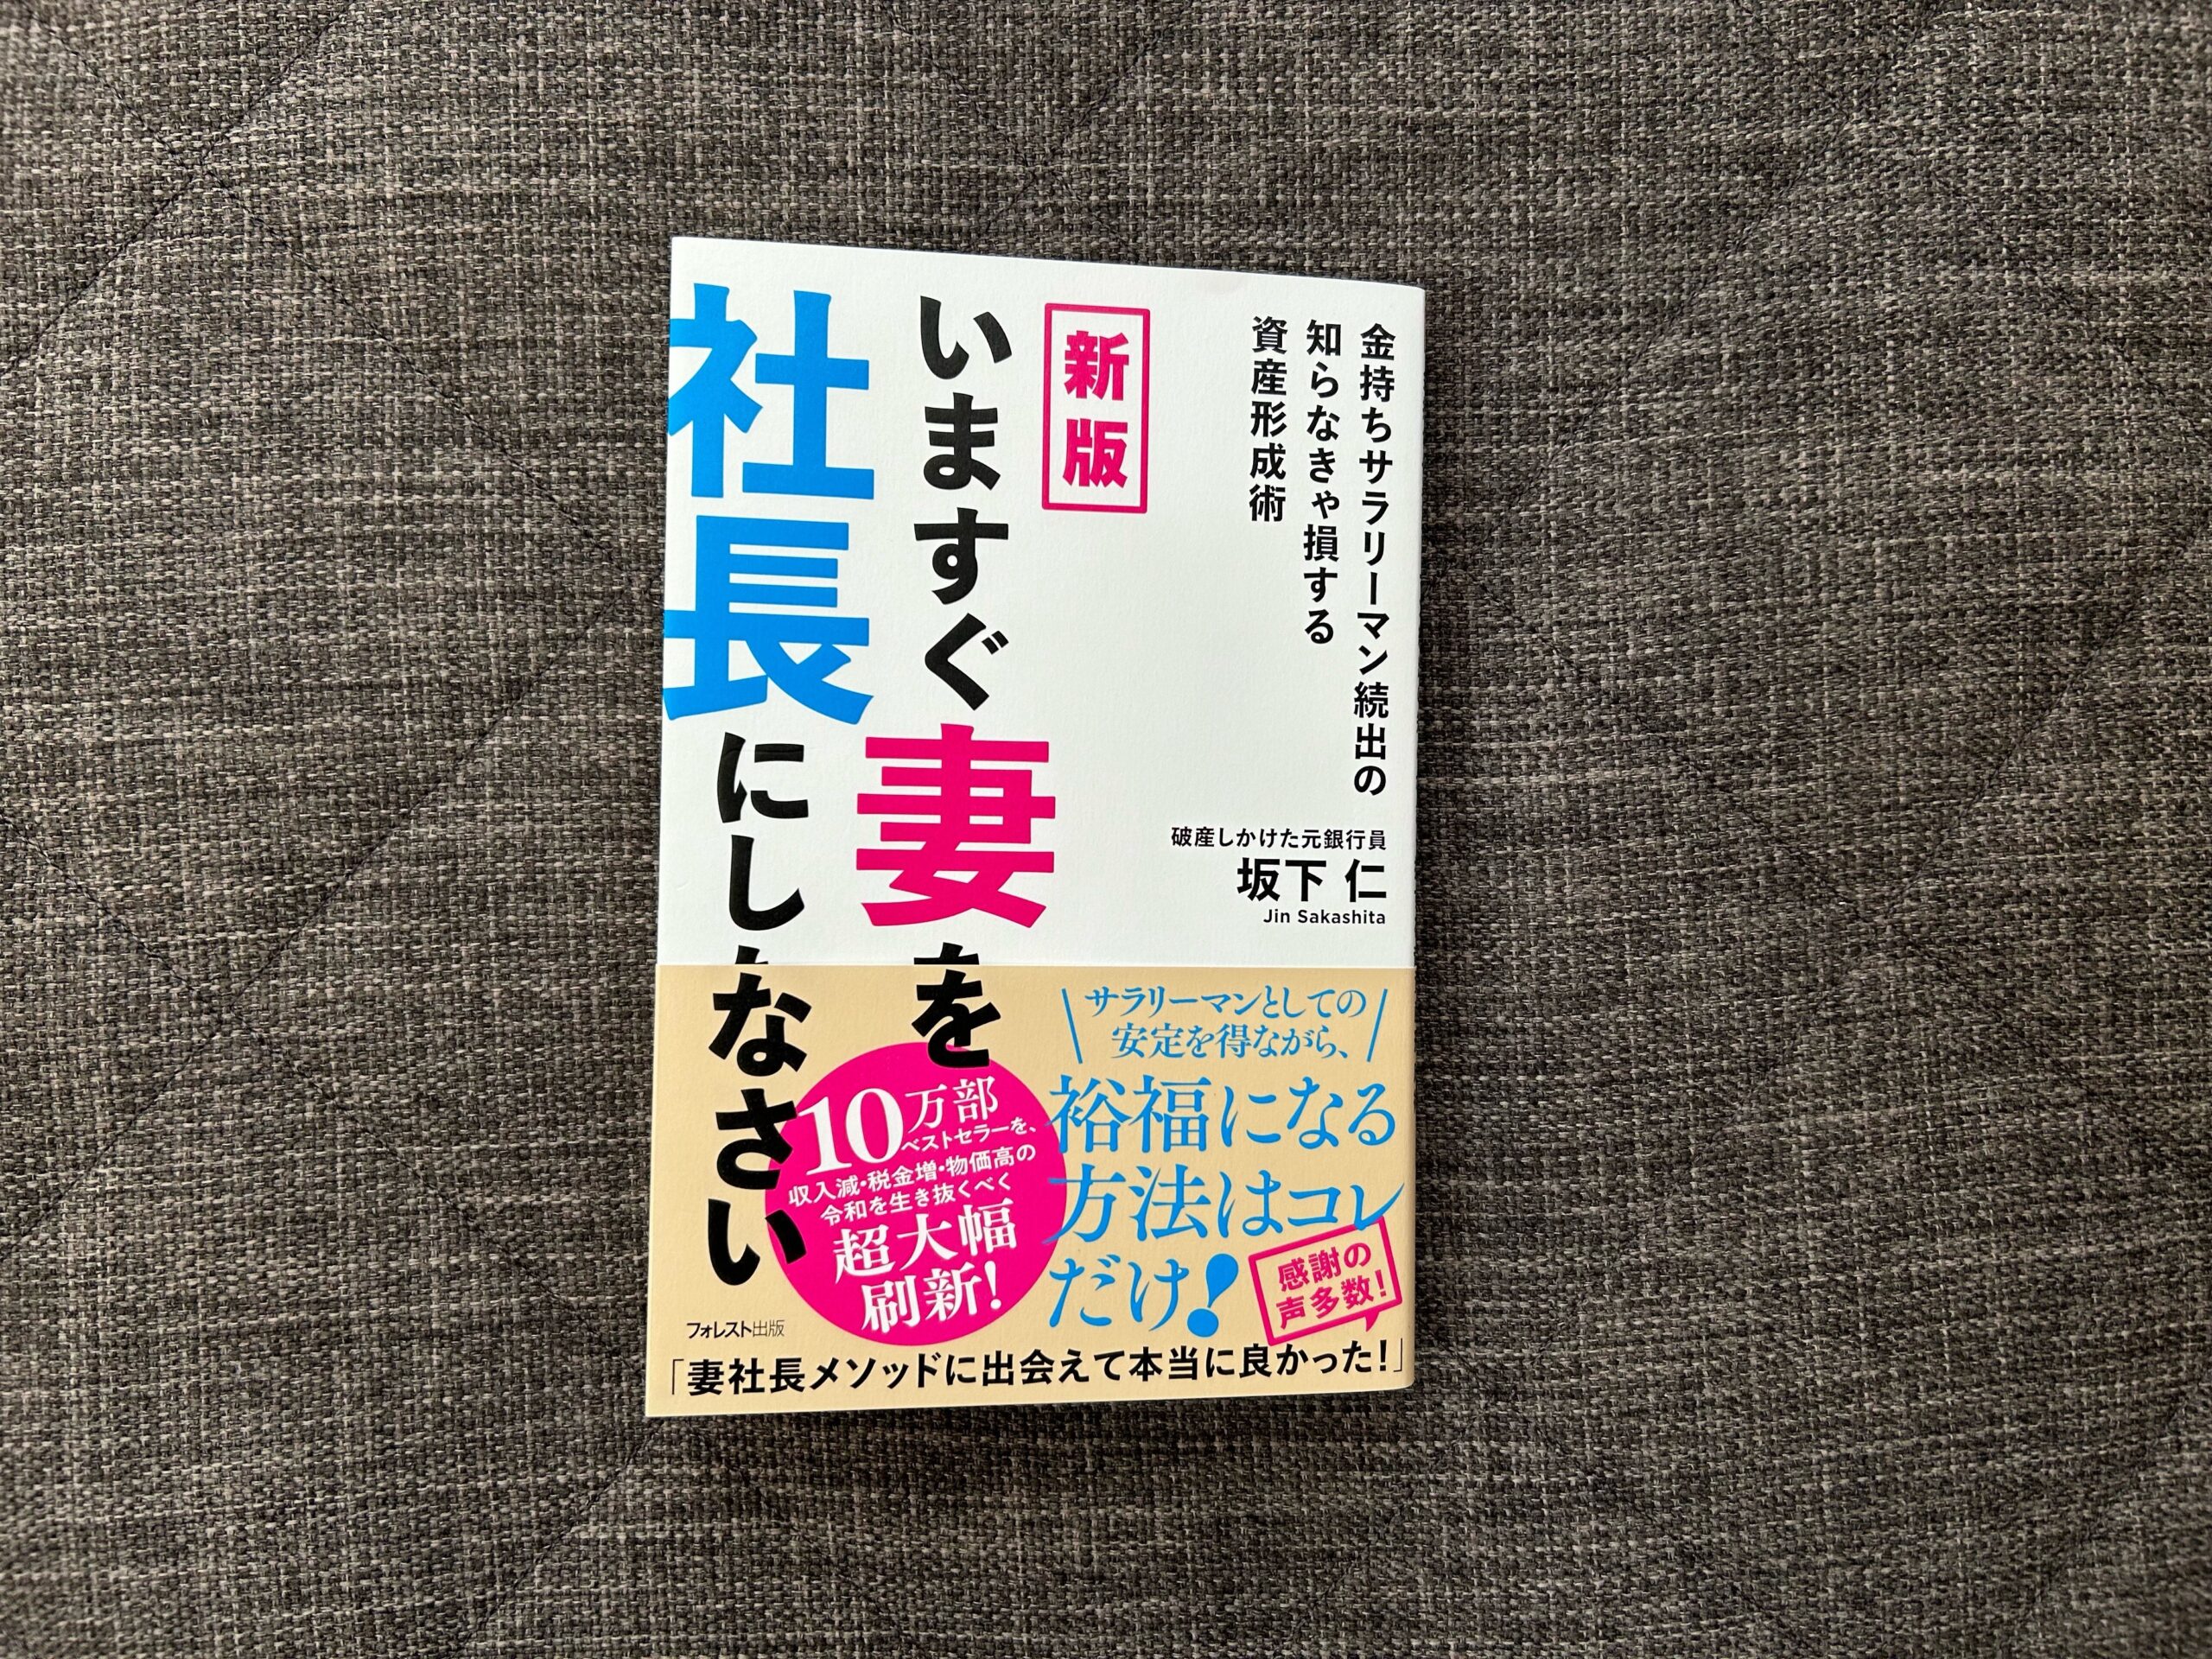 金持ちサラリーマン続出の
知らなきゃ損する
資産形成術
新版
いますぐ妻を
社長にしなさい
破産しかけた元銀行員
坂下 仁
Jin Sakashita
サラリーマンとしての
安定を得ながら、
裕福になる
方法はコレ
だけ!
感謝の
声多数!
10万部
ベストセラーを、
収入減・税金増・物価高の
令和を生き抜くべく
超大幅
刷新!
フォレスト出版
「妻社長メソッドに出会えて本当に良かった!」